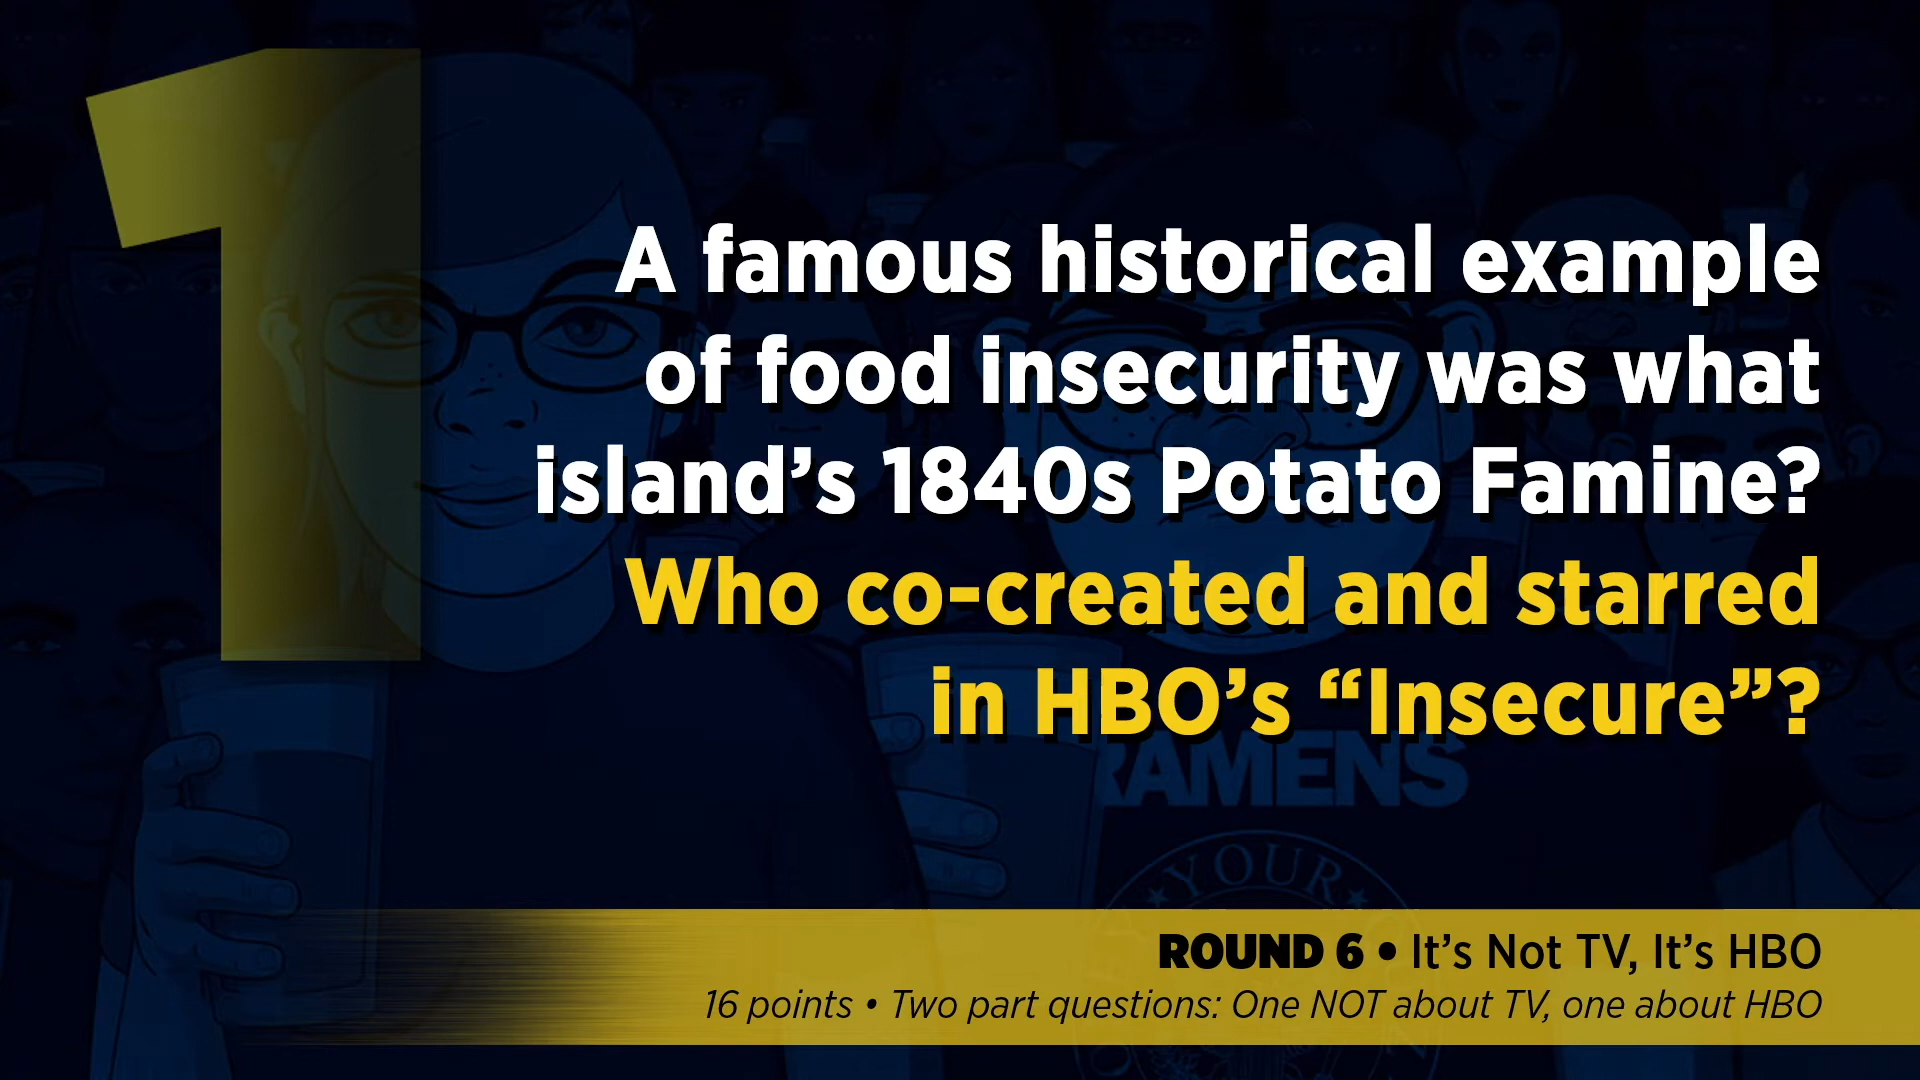 1
A famous historical example
of food insecurity was what
island’s 1840s Potato Famine?
Who co-created and starred
in HBO’s “Insecure”?
RAMENS
YOUR
ROUND 6 • It’s Not TV, It’s HBO
16 points • Two part questions: One NOT about TV, one about HBO